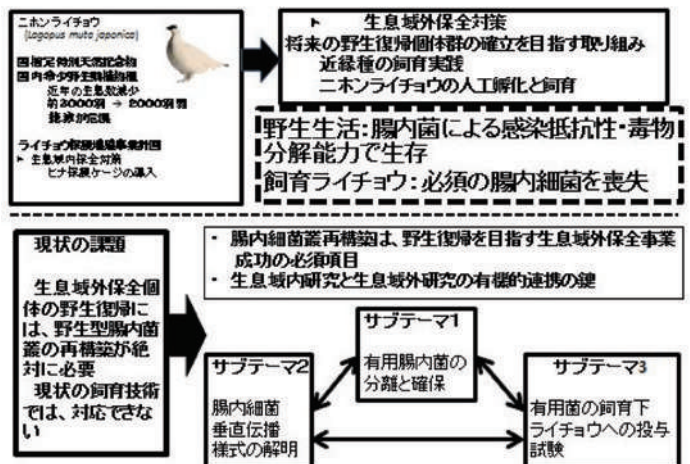 ニホンライチョウ
(Lagopus muta japonica)
国指定特別天然記念物
国内希少野生動植物種
近年の生息数減少
約3000羽 → 2000羽弱
ライチョウ保護増殖事業計画
▶ 生息域内保全対策
ヒナ保護ケージの導入
▶ 生息域外保全対策
将来の野生復帰個体群の確立を目指す取り組み
近縁種の飼育実践
ニホンライチョウの人工孵化と飼育
野生生活：腸内菌による感染抵抗性・毒物
分解能力で生存
飼育ライチョウ：必須の腸内細菌を喪失
現状の課題
生息域外保全個
体の野生復帰に
は、野生型腸内菌
叢の再構築が絶
対に必要
現状の飼育技術
では、対応できな
い
・ 腸内細菌叢再構築は、野生復帰を目指す生息域外保全事業
成功の必須項目
・ 生息域内研究と生息域外研究の有機的連携の鍵
サブテーマ1
有用腸内菌の
分離と確保
サブテーマ2
腸内細菌
垂直伝播
様式の解明
サブテーマ3
有用菌の飼育下
ライチョウへの投与
試験